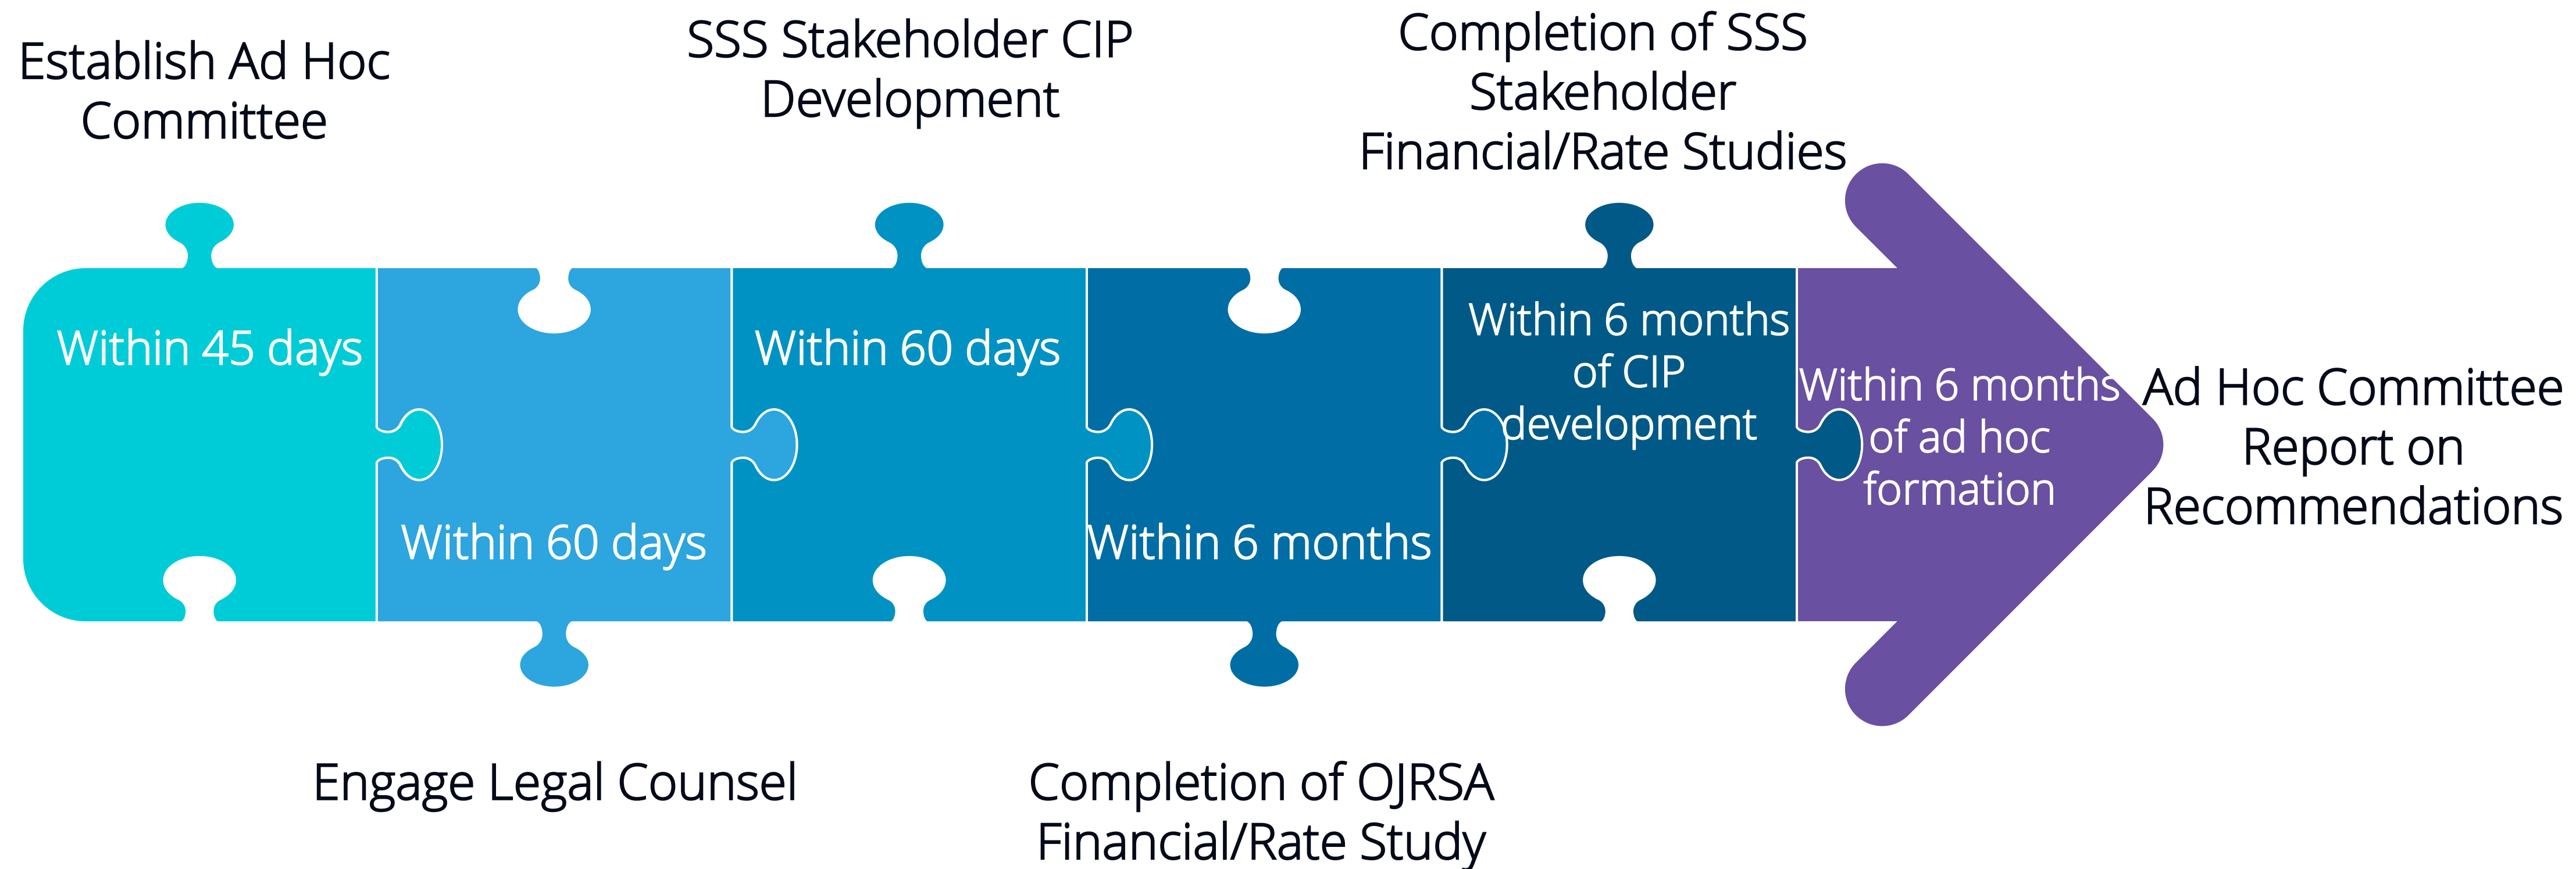 Establish Ad Hoc
Committee
Within 45 days
Engage Legal Counsel
Within 60 days
SSS Stakeholder CIP
Development
Within 60 days
Completion of OJRSA
Financial/Rate Study
Within 6 months
Completion of SSS
Stakeholder
Financial/Rate Studies
Within 6 months
of CIP
development
Within 6 months
of ad hoc
formation
Ad Hoc Committee
Report on
Recommendations